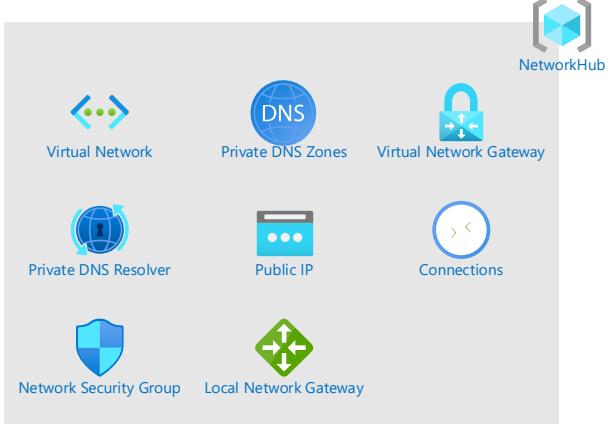 NetworkHub
Virtual Network
DNS
Private DNS Zones
Virtual Network Gateway
Private DNS Resolver
Public IP
Connections
Network Security Group
Local Network Gateway